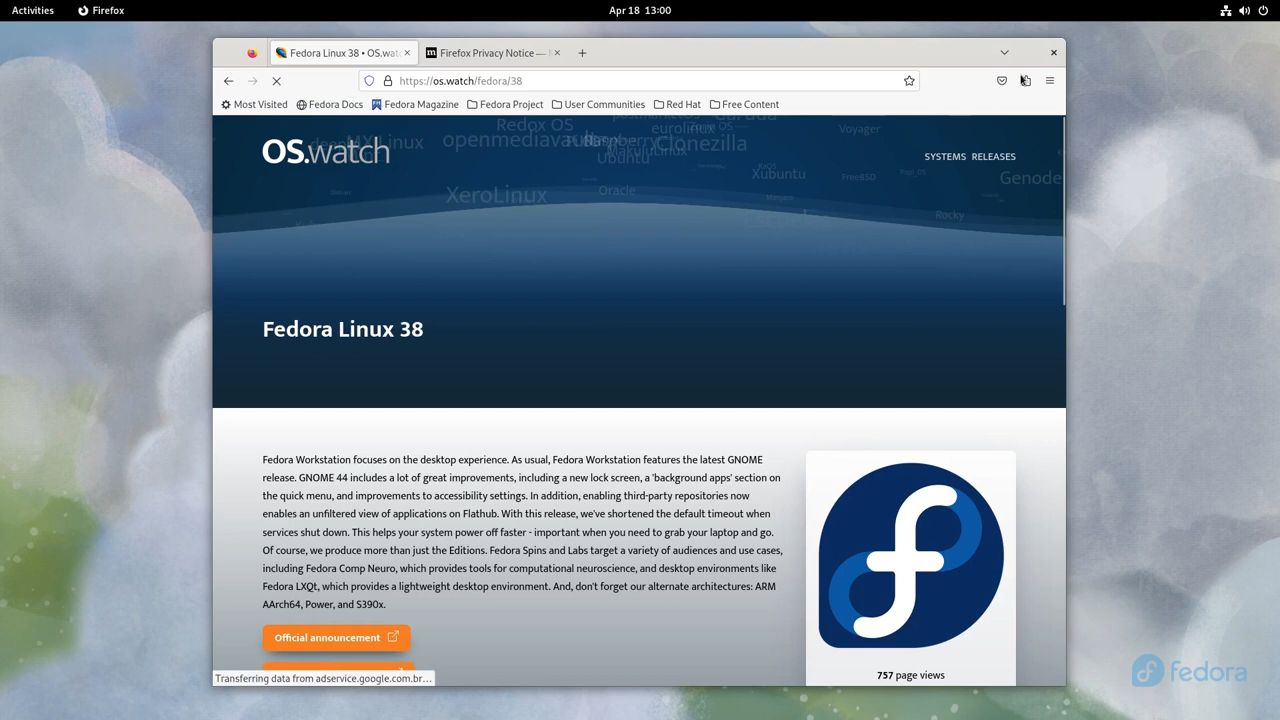 Activities Firefox Apr 18 13:00
Fedora Linux 38 • OS.wat Firefox Privacy Notice —
https://os.watch/fedora/38
Most Visited Fedora Docs Fedora Magazine Fedora Project User Communities Red Hat Free Content
Redox OS
eurolinux
Voyager
openmediava
Clonezilla
MakuluLinux
Ubuntu
OS.watch
SYSTEMS RELEASES
Xubuntu
FreeBSD
Genode
XeroLinux
Oracle
Rocky
Fedora Linux 38
Fedora Workstation focuses on the desktop experience. As usual, Fedora Workstation features the latest GNOME
release. GNOME 44 includes a lot of great improvements, including a new lock screen, a 'background apps' section on
the quick menu, and improvements to accessibility settings. In addition, enabling third-party repositories now
enables an unfiltered view of applications on Flathub. With this release, we've shortened the default timeout when
services shut down. This helps your system power off faster - important when you need to grab your laptop and go.
Of course, we produce more than just the Editions. Fedora Spins and Labs target a variety of audiences and use cases,
including Fedora Comp Neuro, which provides tools for computational neuroscience, and desktop environments like
Fedora LXQt, which provides a lightweight desktop environment. And, don't forget our alternate architectures: ARM
AArch64, Power, and S390x.
Official announcement
757 page views
Transferring data from adservice.google.com.br…
fedora